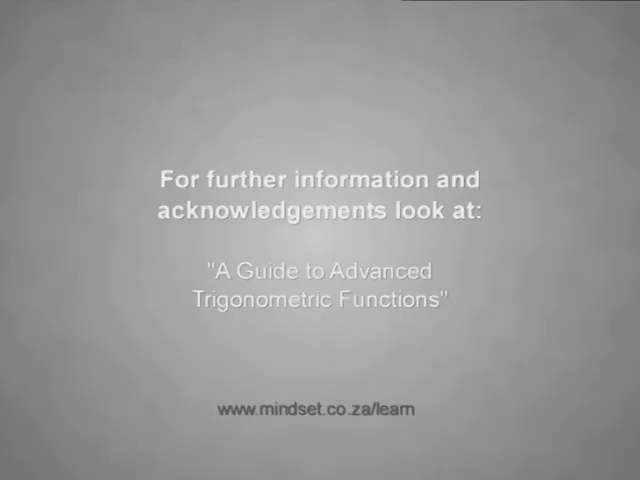 For further information and
acknowledgements look at:
"A Guide to Advanced
Trigonometric Functions"
www.mindset.co.za/learn